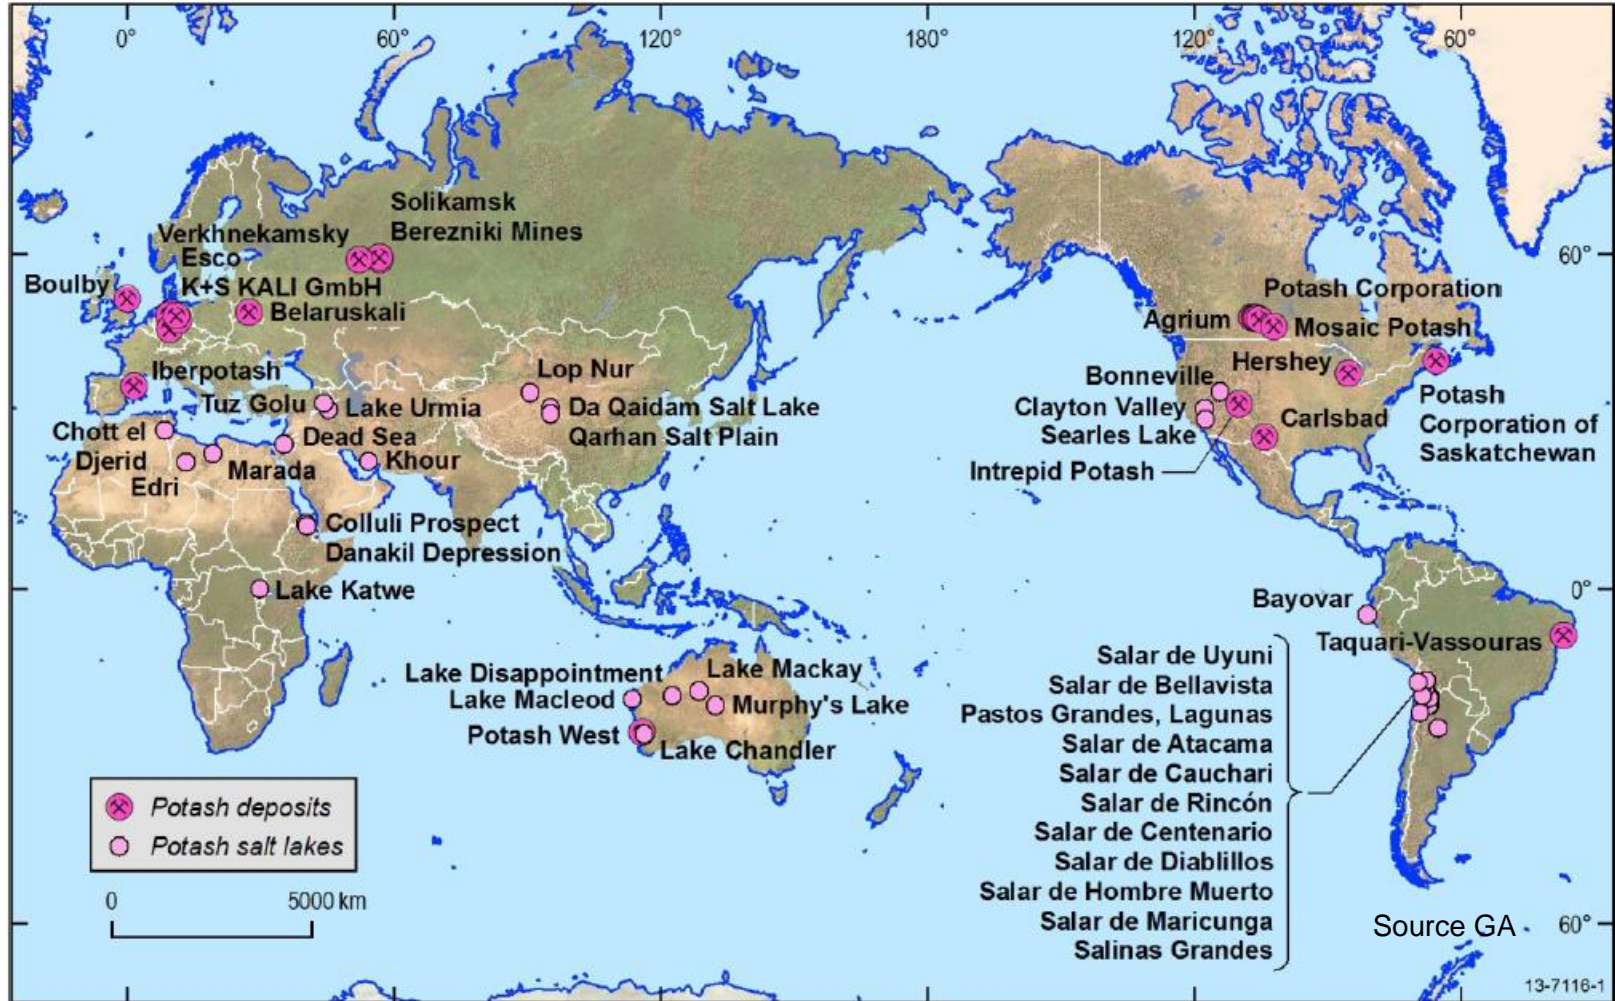 0°
60°
120°
180°
120°
60°
Solikamsk
Berezniki Mines
Verkhnekamsky
Esco
60°
Boulby
K+S KALI GmbH
Belaruskali
Potash Corporation
Agrium
Mosaic Potash
Hershey
Iberpotash
Lop Nur
Bonneville
Potash
Corporation of
Saskatchewan
Tuz Golu
Lake Urmia
Da Qaidam Salt Lake
Qarhan Salt Plain
Clayton Valley
Carlsbad
Searles Lake
Chott el
Djerid
Dead Sea
Marada
Khour
Edri
Intrepid Potash
Colluli Prospect
Danakil Depression
Lake Katwe
0°
Bayovar
Taquari-Vassouras
Lake Disappointment
Lake Mackay
Lake Macleod
Murphy's Lake
Potash West
Lake Chandler
Salar de Uyuni
Salar de Bellavista
Pastos Grandes, Lagunas
Salar de Atacama
Salar de Cauchari
Salar de Rincón
Salar de Centenario
Salar de Diablillos
Salar de Hombre Muerto
Salar de Maricunga
Salinas Grandes
Potash deposits
Potash salt lakes
0
5000 km
Source GA
60°
13-7116-1